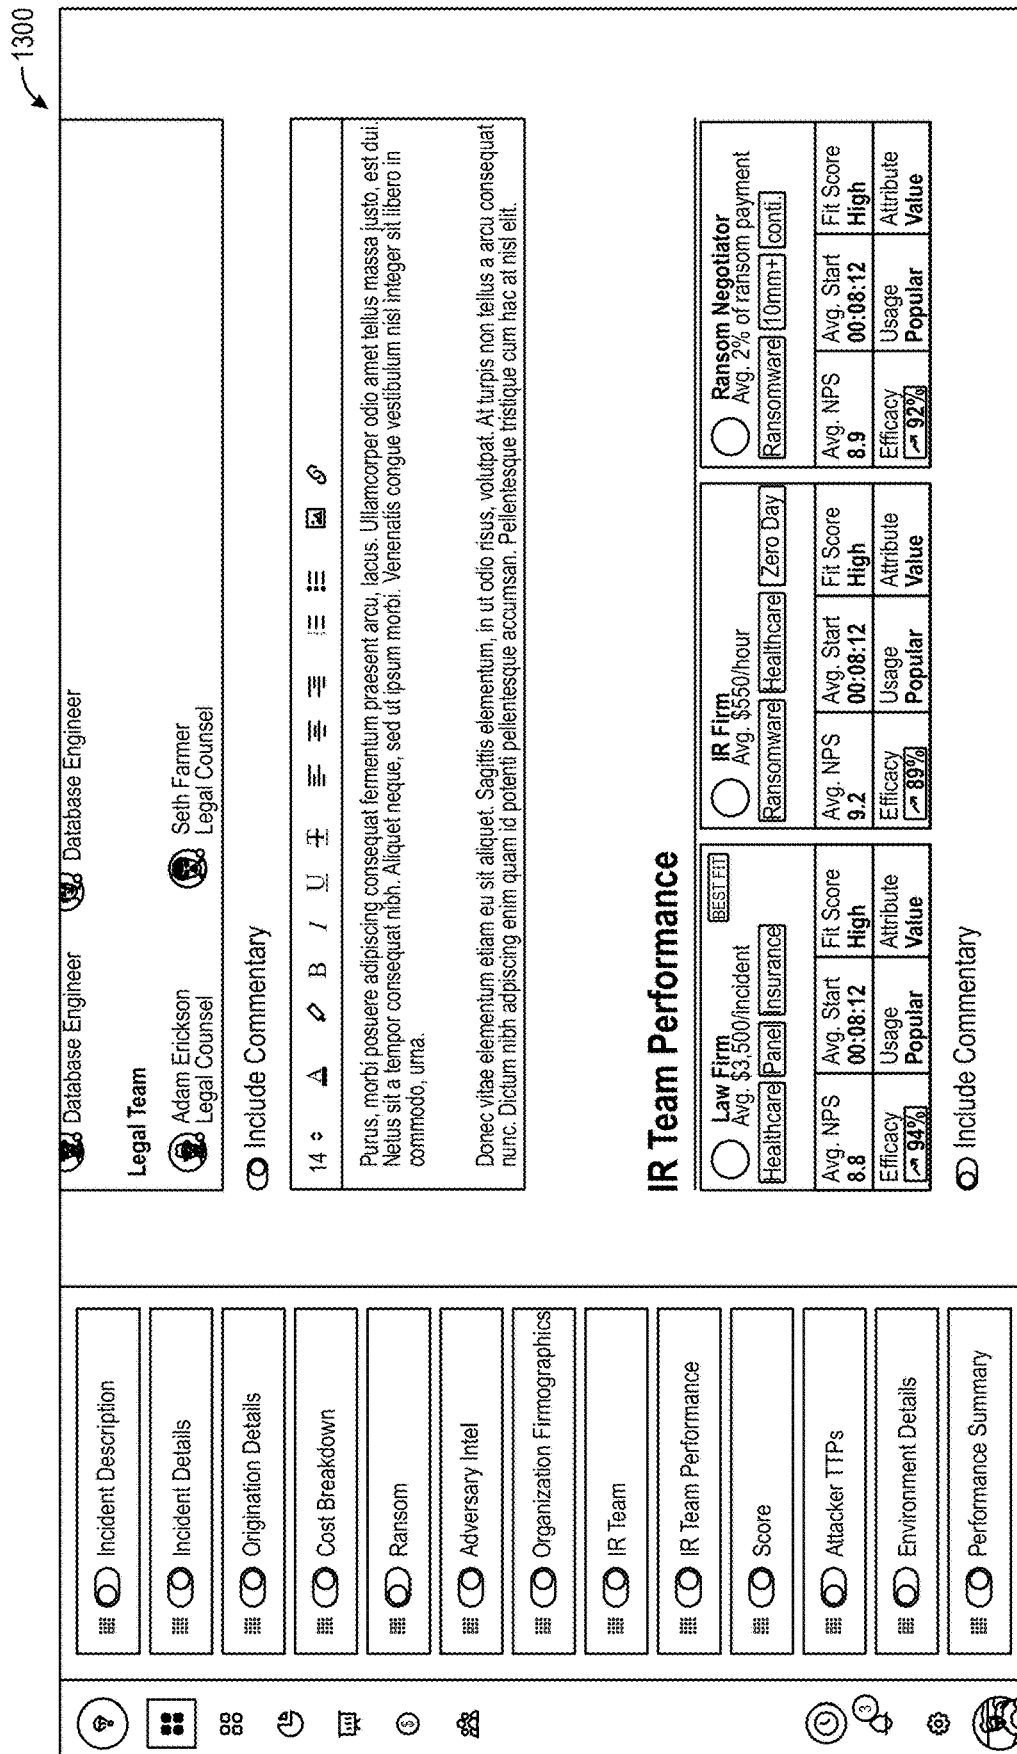 1300
3
Incident Description
Incident Details
Origination Details
Cost Breakdown
Ransom
Adversary Intel
Organization Firmographics
IR Team
IR Team Performance
Score
Attacker TTPs
Environment Details
Performance Summary
Database Engineer
Database Engineer
Legal Team
Adam Erickson
Legal Counsel
Seth Farmer
Legal Counsel
Include Commentary
14 A B I U T
Purus, morbi posuere adipiscing consequat fermentum praesent arcu, lacus. Ullamcorper odio amet tellus massa justo, est dui.
Netus sit a tempor consequat nibh. Aliquet neque, sed ut ipsum morbi. Venenatis congue vestibulum nisl integer sit libero in
commodo, urna.
Donec vitae elementum etiam eu sit aliquet. Sagittis elementum, in ut odio risus, volutpat. At turpis non tellus a arcu consequat
nunc. Dictum nibh adpiscing enim quam id potenti pellentesque accumsan. Pellentesque tristique cum hac at nisl elit.
IR Team Performance
Law Firm
Avg. $3,500/incident
BEST FIT
Healthcare Panel Insurance
Avg. NPS
8.8
Avg. Start
00:08:12
Fit Score
High
Efficacy
94%
Usage
Popular
Attribute
Value
IR Firm
Avg. $550/hour
Ransomware Healthcare Zero Day
Avg. NPS
9.2
Avg. Start
00:08:12
Fit Score
High
Efficacy
89%
Usage
Popular
Attribute
Value
Ransom Negotiator
Avg. 2% of ransom payment
Ransomware 10mm+ conti.
Avg. NPS
8.9
Avg. Start
00:08:12
Fit Score
High
Efficacy
92%
Usage
Popular
Attribute
Value
Include Commentary